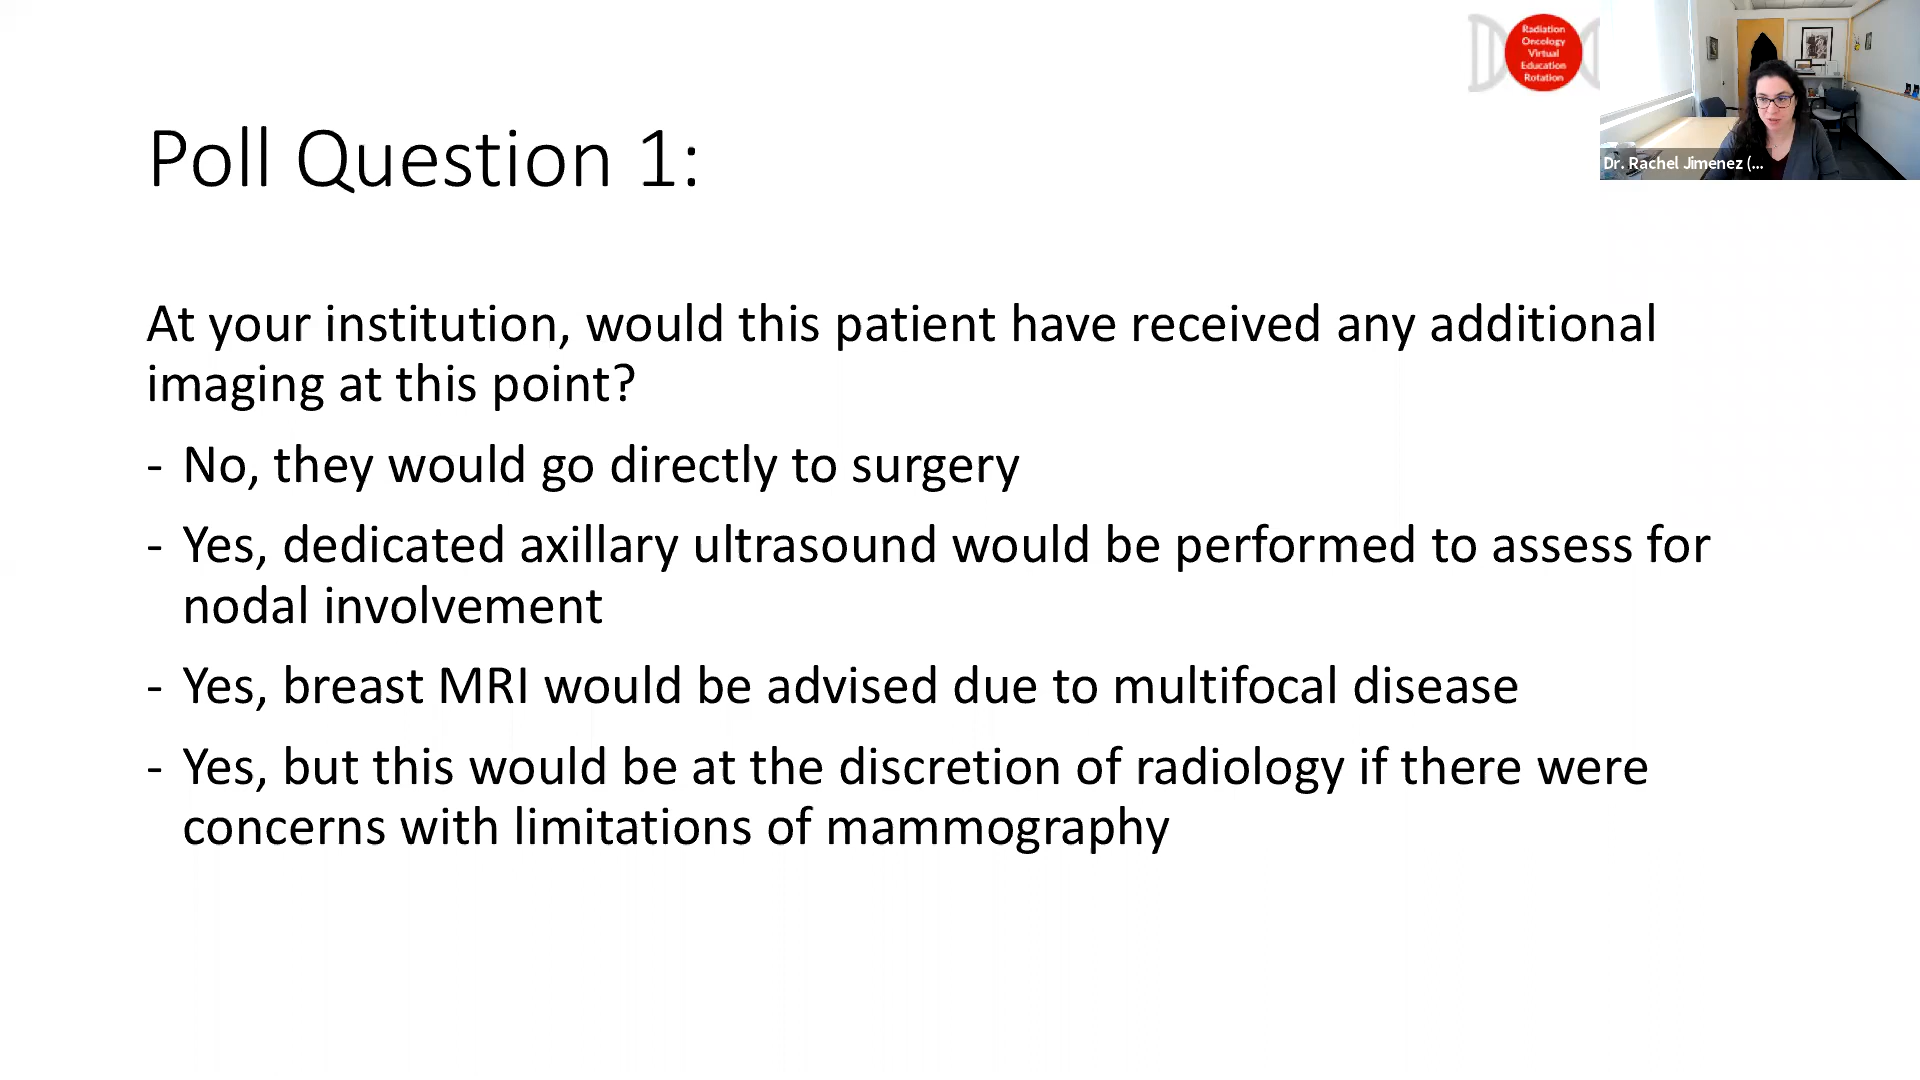 Radiation
Oncology
Virtual
Education
Rotation
Dr. Rachel Jimenez (...
Poll Question 1:
At your institution, would this patient have received any additional
imaging at this point?
- No, they would go directly to surgery
- Yes, dedicated axillary ultrasound would be performed to assess for
nodal involvement
- Yes, breast MRI would be advised due to multifocal disease
- Yes, but this would be at the discretion of radiology if there were
concerns with limitations of mammography